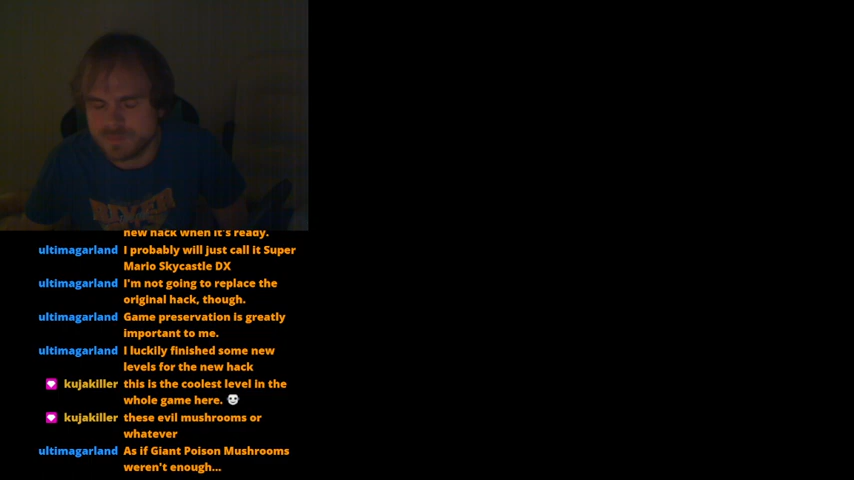 new hack when it's ready.
ultimagarland I probably will just call it Super
Mario Skycastle DX
ultimagarland I'm not going to replace the
original hack, though.
ultimagarland Game preservation is greatly
important to me.
ultimagarland I luckily finished some new
levels for the new hack
kujakiller this is the coolest level in the
whole game here. 💀
kujakiller these evil mushrooms or
whatever
ultimagarland As if Giant Poison Mushrooms
weren't enough...